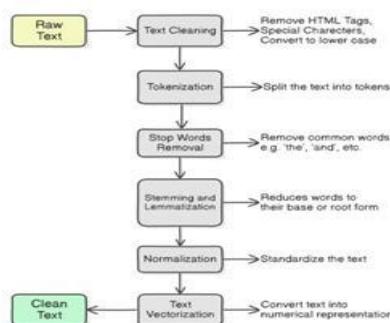 Raw
Text
Text Cleaning
Remove HTML Tags,
Special Charecters,
Convert to lower case
Tokenization
Split the text into tokens
Stop Words
Removal
Remove common words
e.g. 'the', 'and', etc.
Stemming and
Lemmatization
Reduces words to
their base or root form
Normalization
Standardize the text
Clean
Text
Text
Vectorization
Convert text into
numerical representation